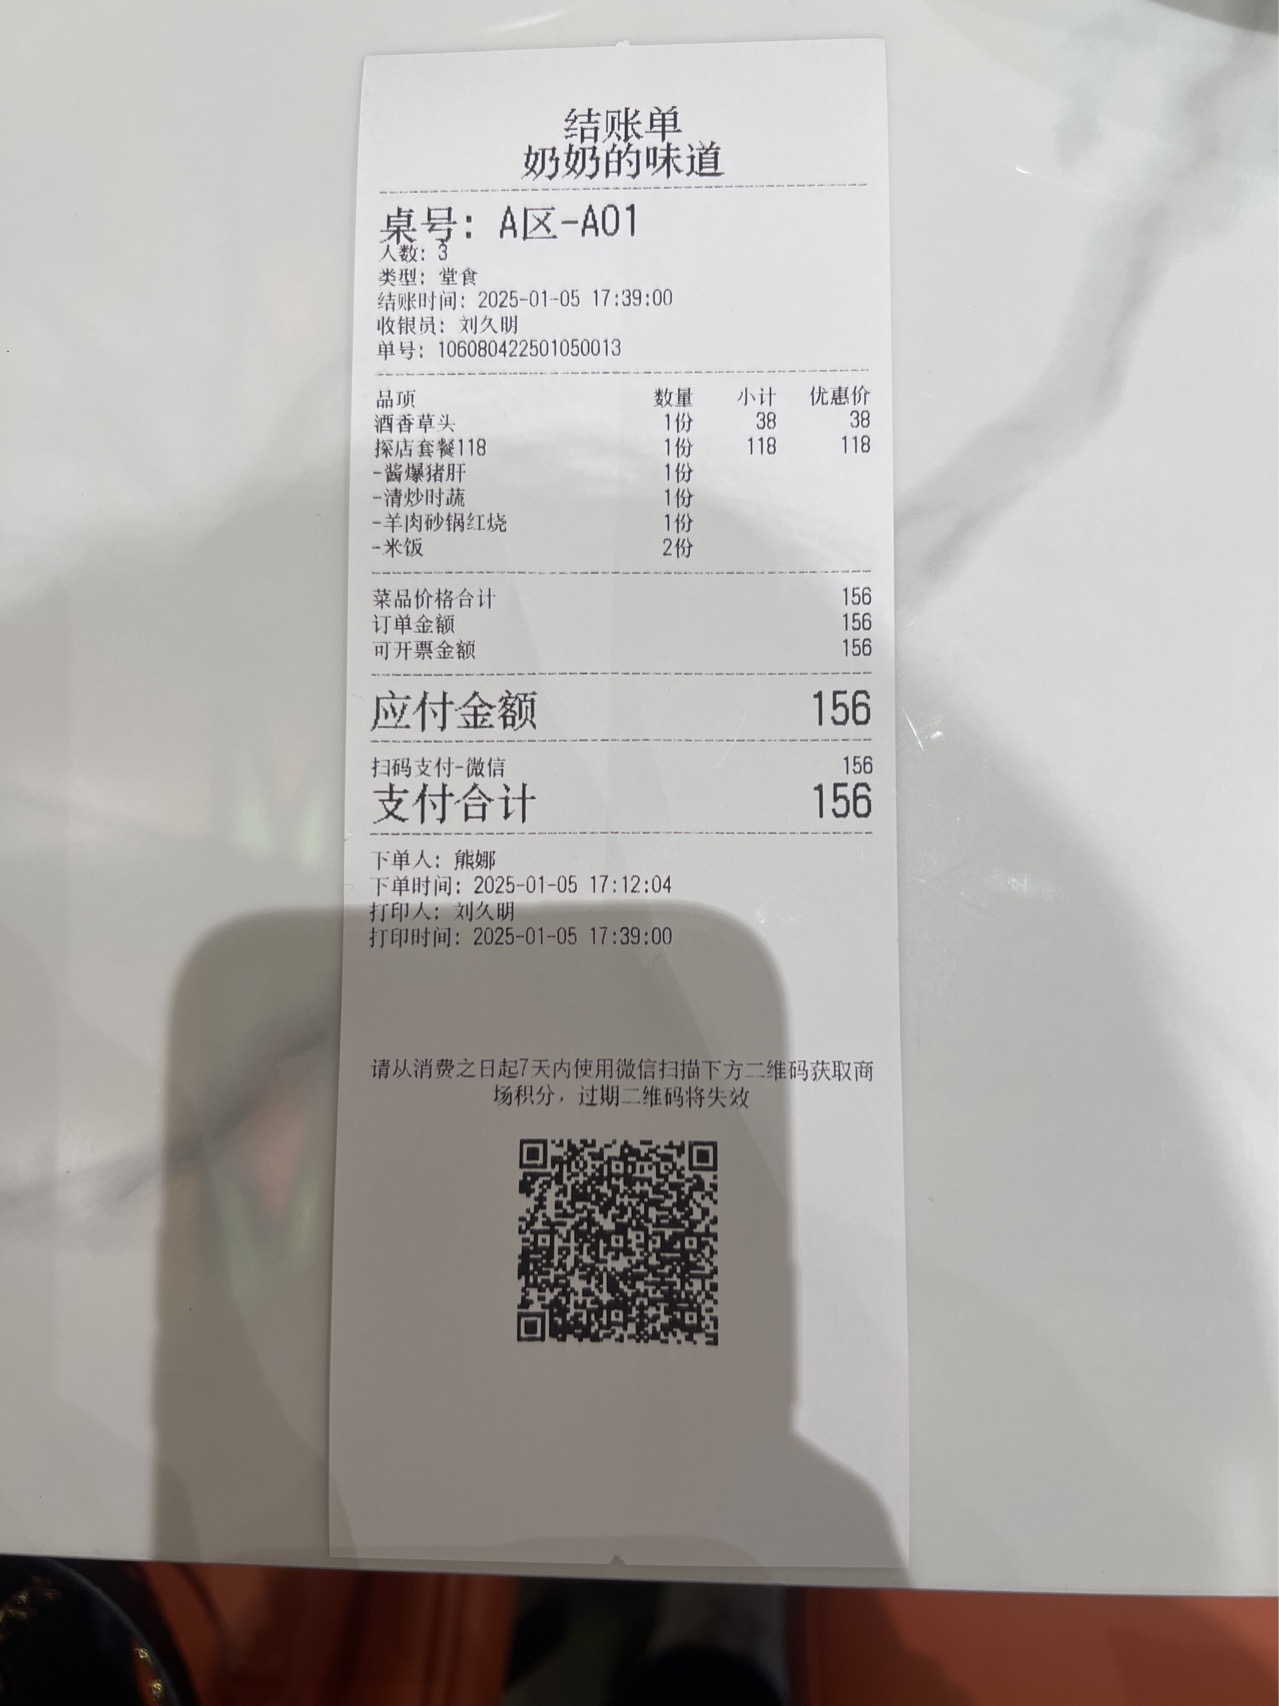 结账单
奶奶的味道
桌号: A区-A01
人数: 3
类型: 堂食
结账时间: 2025-01-05 17:39:00
收银员: 刘久明
单号: 106080422501050013
品项 数量 小计 优惠价
酒香草头 1份 38 38
探店套餐118 1份 118 118
-酱爆猪肝 1份
-清炒时蔬 1份
-羊肉砂锅红烧 1份
-米饭 2份
菜品价格合计 156
订单金额 156
可开票金额 156
应付金额 156
扫码支付-微信 156
支付合计 156
下单人: 熊娜
下单时间: 2025-01-05 17:12:04
打印人: 刘久明
打印时间: 2025-01-05 17:39:00
请从消费之日起7天内使用微信扫描下方二维码获取商
场积分，过期二维码将失效